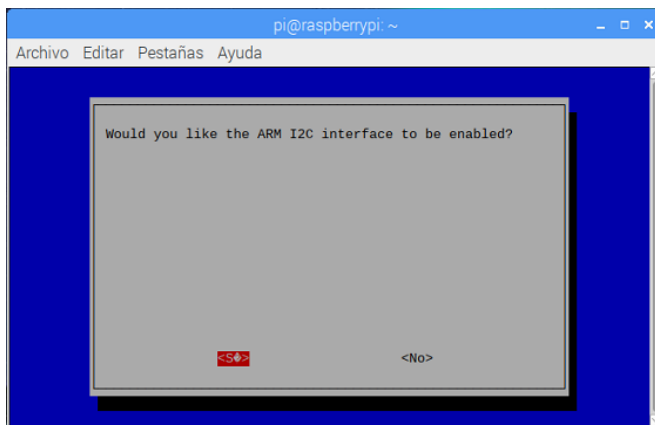 pi@raspberrypi: ~
Archivo Editar Pestañas Ayuda
Would you like the ARM I2C interface to be enabled?
<S�> <No>